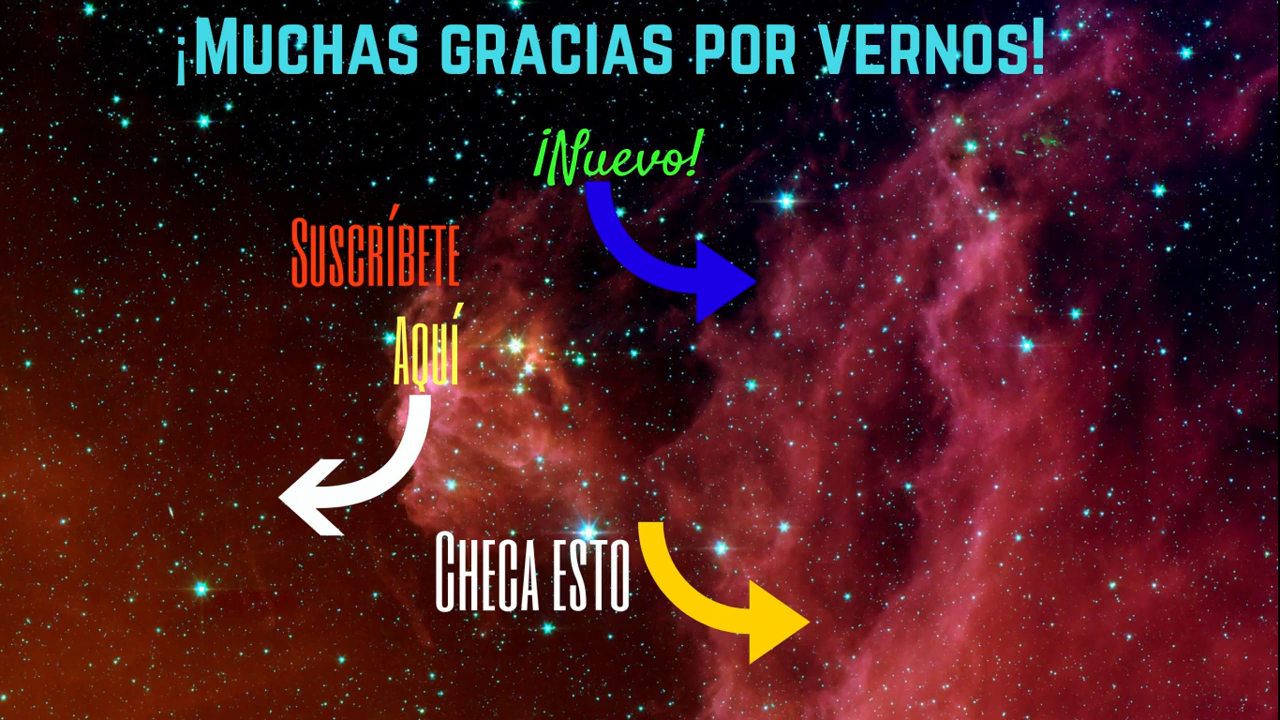 ¡Muchas gracias por vernos!
¡Nuevo!
Suscríbete
Aquí
Checa esto